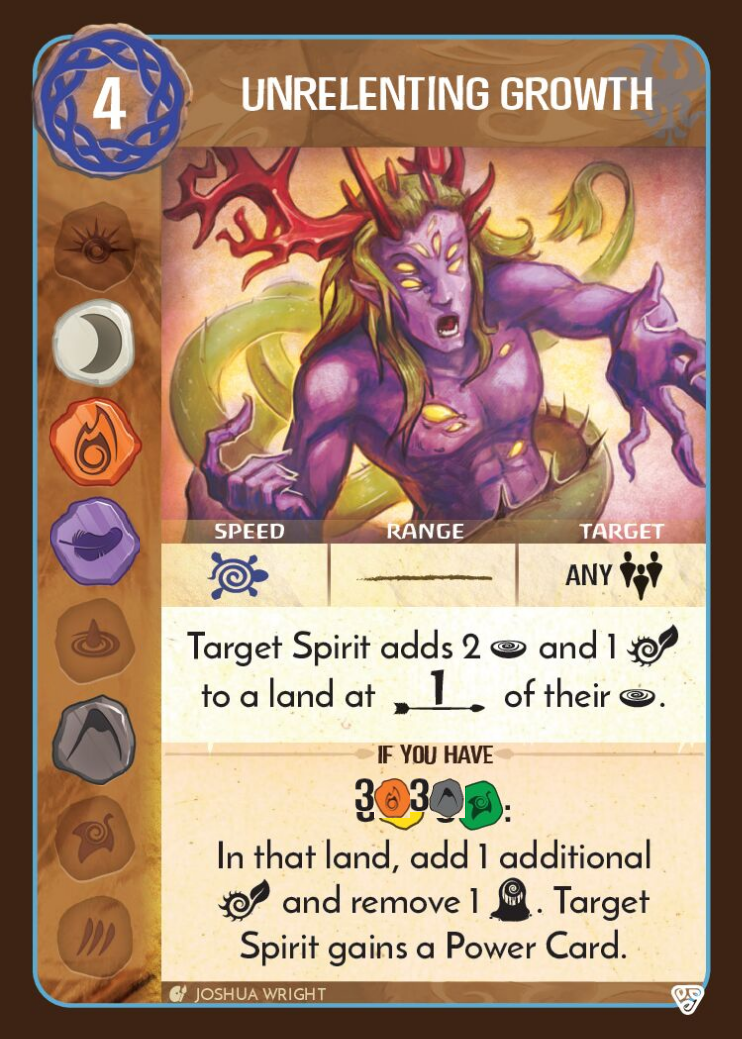 4
UNRELENTING GROWTH
SPEED RANGE TARGET
ANY
Target Spirit adds 2 and 1
to a land at 1 of their .
IF YOU HAVE
3 3 :
In that land, add 1 additional
and remove 1 . Target
Spirit gains a Power Card.
JOSHUA WRIGHT